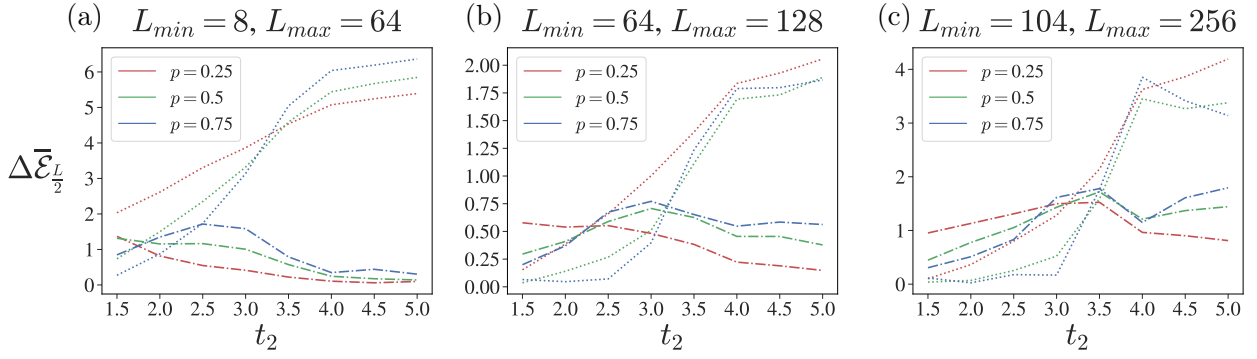 (a) L_min = 8, L_max = 64
p = 0.25
p = 0.5
p = 0.75
6
5
4
3
2
1
0
1.5 2.0 2.5 3.0 3.5 4.0 4.5 5.0
t_2
Δℰ̅_{L/2}
(b) L_min = 64, L_max = 128
p = 0.25
p = 0.5
p = 0.75
2.00
1.75
1.50
1.25
1.00
0.75
0.50
0.25
0.00
1.5 2.0 2.5 3.0 3.5 4.0 4.5 5.0
t_2
(c) L_min = 104, L_max = 256
p = 0.25
p = 0.5
p = 0.75
4
3
2
1
0
1.5 2.0 2.5 3.0 3.5 4.0 4.5 5.0
t_2